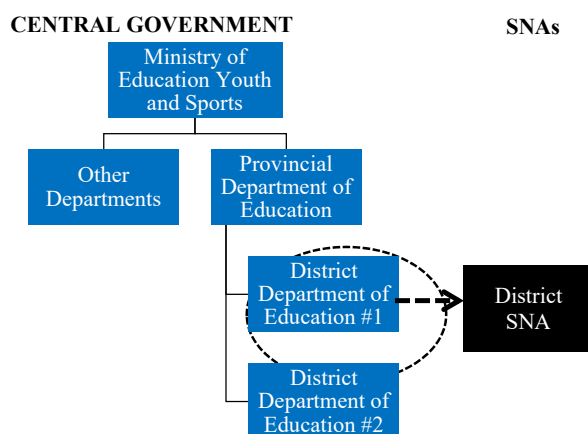 CENTRAL GOVERNMENT
SNAs
Ministry of
Education Youth
and Sports
Other
Departments
Provincial
Department of
Education
District
Department of
Education #1
District
SNA
District
Department of
Education #2